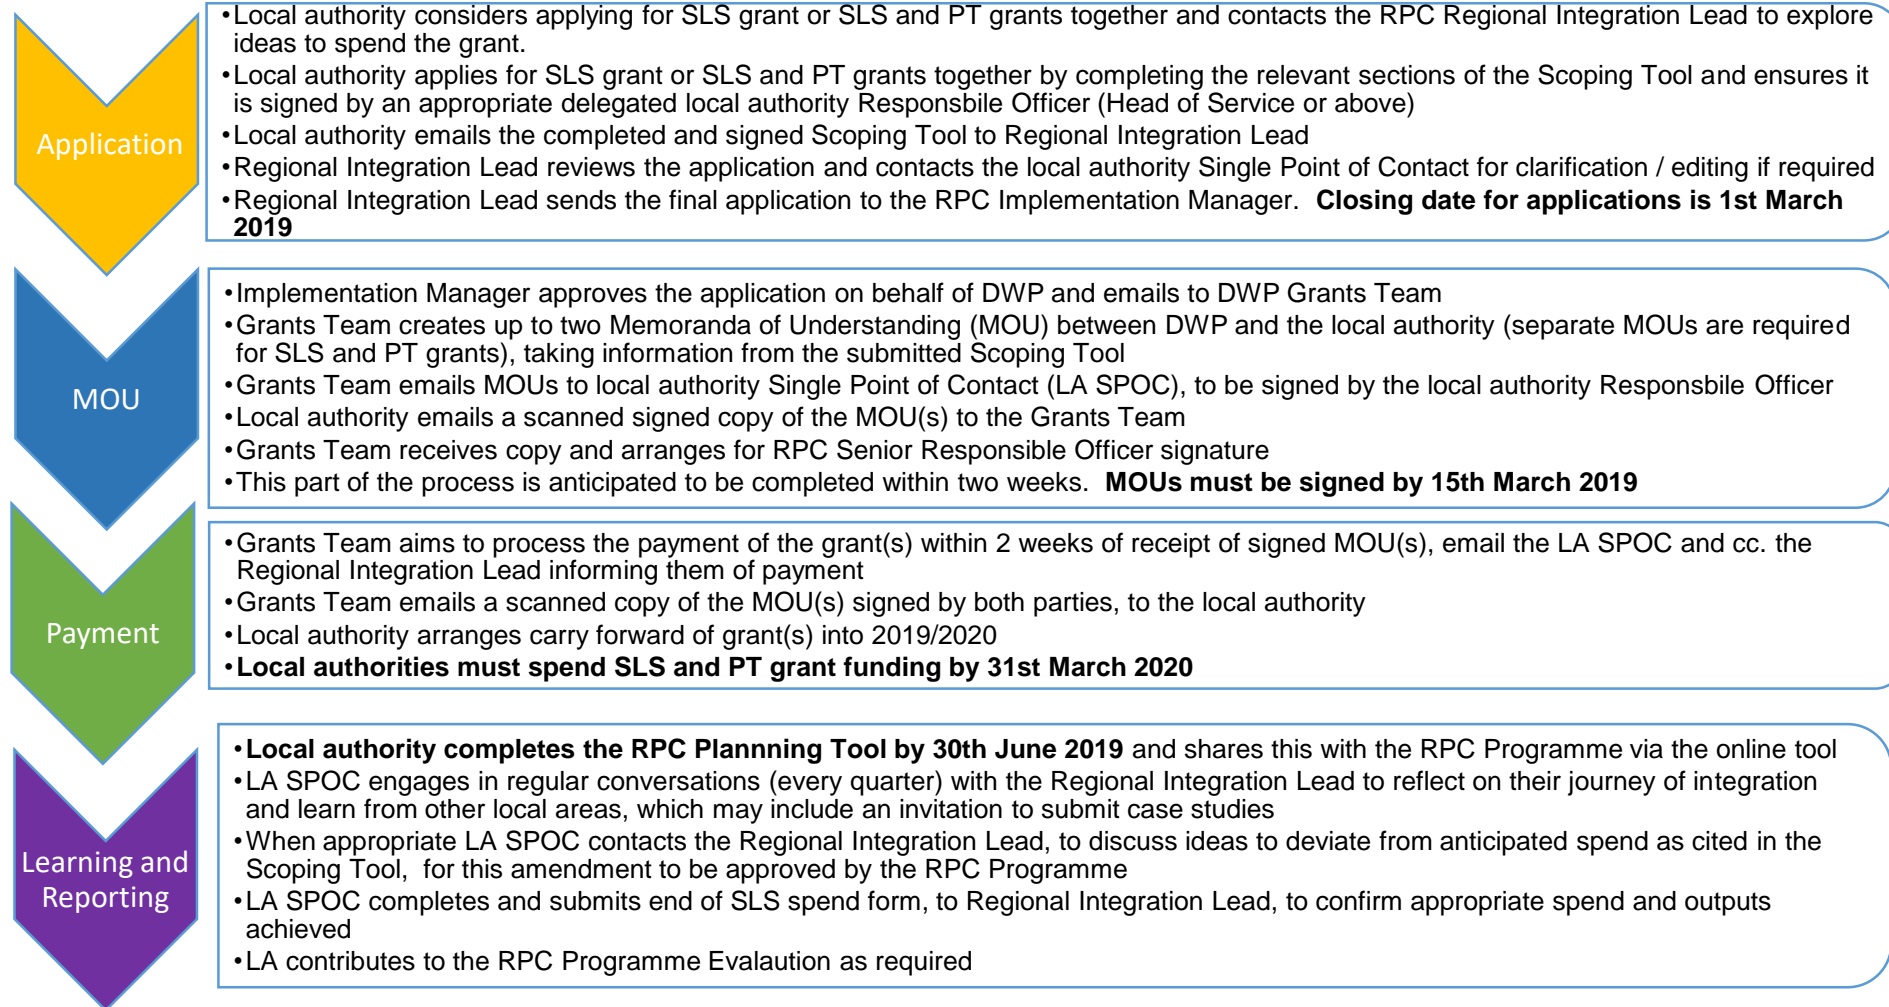 Application
•Local authority considers applying for SLS grant or SLS and PT grants together and contacts the RPC Regional Integration Lead to explore
ideas to spend the grant.
•Local authority applies for SLS grant or SLS and PT grants together by completing the relevant sections of the Scoping Tool and ensures it
is signed by an appropriate delegated local authority Responsbile Officer (Head of Service or above)
•Local authority emails the completed and signed Scoping Tool to Regional Integration Lead
•Regional Integration Lead reviews the application and contacts the local authority Single Point of Contact for clarification / editing if required
•Regional Integration Lead sends the final application to the RPC Implementation Manager. Closing date for applications is 1st March
2019
MOU
•Implementation Manager approves the application on behalf of DWP and emails to DWP Grants Team
•Grants Team creates up to two Memoranda of Understanding (MOU) between DWP and the local authority (separate MOUs are required
for SLS and PT grants), taking information from the submitted Scoping Tool
•Grants Team emails MOUs to local authority Single Point of Contact (LA SPOC), to be signed by the local authority Responsbile Officer
•Local authority emails a scanned signed copy of the MOU(s) to the Grants Team
•Grants Team receives copy and arranges for RPC Senior Responsible Officer signature
•This part of the process is anticipated to be completed within two weeks. MOUs must be signed by 15th March 2019
Payment
•Grants Team aims to process the payment of the grant(s) within 2 weeks of receipt of signed MOU(s), email the LA SPOC and cc. the
Regional Integration Lead informing them of payment
•Grants Team emails a scanned copy of the MOU(s) signed by both parties, to the local authority
•Local authority arranges carry forward of grant(s) into 2019/2020
•Local authorities must spend SLS and PT grant funding by 31st March 2020
Learning and
Reporting
•Local authority completes the RPC Plannning Tool by 30th June 2019 and shares this with the RPC Programme via the online tool
•LA SPOC engages in regular conversations (every quarter) with the Regional Integration Lead to reflect on their journey of integration
and learn from other local areas, which may include an invitation to submit case studies
•When appropriate LA SPOC contacts the Regional Integration Lead, to discuss ideas to deviate from anticipated spend as cited in the
Scoping Tool, for this amendment to be approved by the RPC Programme
•LA SPOC completes and submits end of SLS spend form, to Regional Integration Lead, to confirm appropriate spend and outputs
achieved
•LA contributes to the RPC Programme Evalaution as required